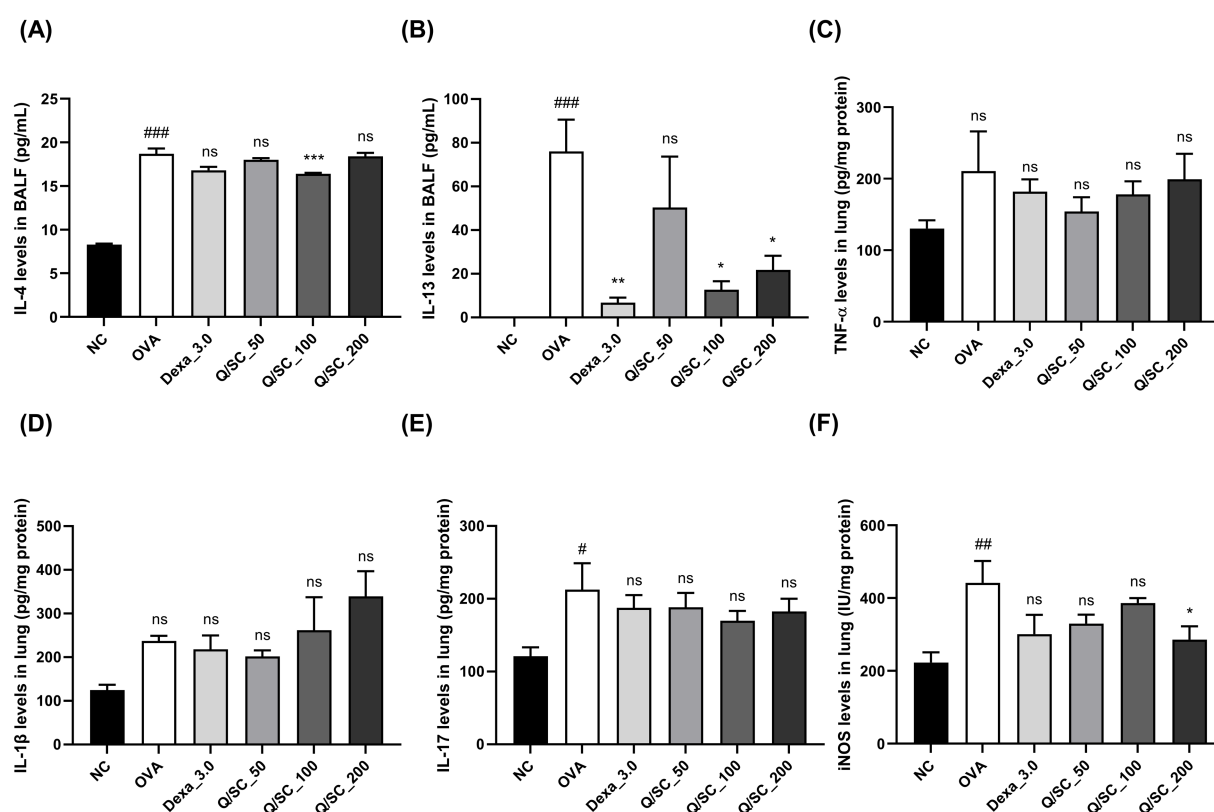 (A)
IL-4 levels in BALF (pg/mL)
25
20
15
10
5
0
###
ns
ns
***
ns
NC
OVA
Dexa_3.0
Q/SC_50
Q/SC_100
Q/SC_200
(B)
IL-13 levels in BALF (pg/mL)
100
80
60
40
20
0
###
**
ns
*
*
NC
OVA
Dexa_3.0
Q/SC_50
Q/SC_100
Q/SC_200
(C)
TNF-α levels in lung (pg/mg protein)
300
200
100
0
ns
ns
ns
ns
ns
NC
OVA
Dexa_3.0
Q/SC_50
Q/SC_100
Q/SC_200
(D)
IL-1β levels in lung (pg/mg protein)
500
400
300
200
100
0
ns
ns
ns
ns
ns
NC
OVA
Dexa_3.0
Q/SC_50
Q/SC_100
Q/SC_200
(E)
IL-17 levels in lung (pg/mg protein)
300
200
100
0
#
ns
ns
ns
ns
NC
OVA
Dexa_3.0
Q/SC_50
Q/SC_100
Q/SC_200
(F)
iNOS levels in lung (IU/mg protein)
600
400
200
0
##
ns
ns
ns
*
NC
OVA
Dexa_3.0
Q/SC_50
Q/SC_100
Q/SC_200